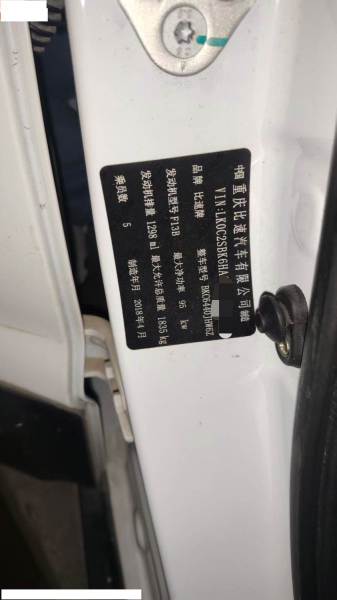 中国 重庆比速汽车有限公司 制造
VIN:LK0C2SBK6HA
品牌 比速牌 整车型号 BKC6440JHW6Z
发动机型号 F13B 最大净功率 95 kw
发动机排量 1298 ml 最大允许总质量 1835 kg
乘员数 5 制造年月 2018年4月